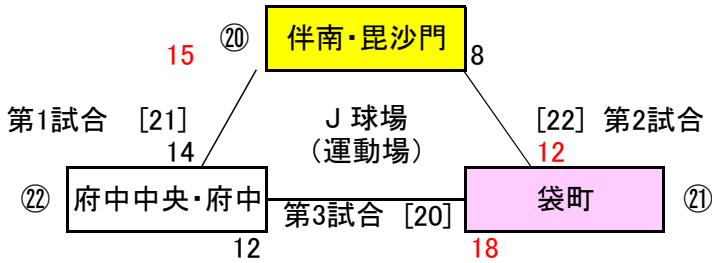 ⑳ 伴南・毘沙門
15 8
第1試合 [21] J 球場 [22] 第2試合
14 (運動場) 12
㉒ 府中中央・府中 袋町 ㉑
第3試合 [20]
12 18